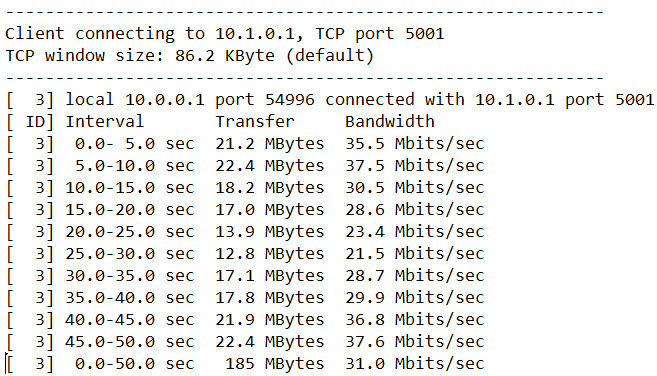 ------------------------------------------------------------
Client connecting to 10.1.0.1, TCP port 5001
TCP window size: 86.2 KByte (default)
------------------------------------------------------------
[  3] local 10.0.0.1 port 54996 connected with 10.1.0.1 port 5001
[ ID] Interval       Transfer     Bandwidth
[  3]  0.0- 5.0 sec  21.2 MBytes  35.5 Mbits/sec
[  3]  5.0-10.0 sec  22.4 MBytes  37.5 Mbits/sec
[  3] 10.0-15.0 sec  18.2 MBytes  30.5 Mbits/sec
[  3] 15.0-20.0 sec  17.0 MBytes  28.6 Mbits/sec
[  3] 20.0-25.0 sec  13.9 MBytes  23.4 Mbits/sec
[  3] 25.0-30.0 sec  12.8 MBytes  21.5 Mbits/sec
[  3] 30.0-35.0 sec  17.1 MBytes  28.7 Mbits/sec
[  3] 35.0-40.0 sec  17.8 MBytes  29.9 Mbits/sec
[  3] 40.0-45.0 sec  21.9 MBytes  36.8 Mbits/sec
[  3] 45.0-50.0 sec  22.4 MBytes  37.6 Mbits/sec
[  3]  0.0-50.0 sec   185 MBytes  31.0 Mbits/sec